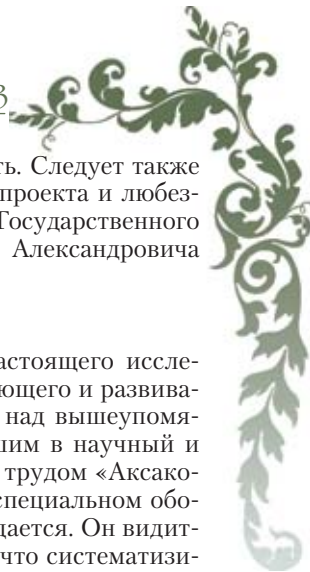 3
ть. Следует также
проекта и любез-
Государственного
Александровича
астоящего иссле-
ющего и развива-
над вышеупомя-
шим в научный и
трудом «Аксако-
специальном обо-
дается. Он видит-
что систематизи-